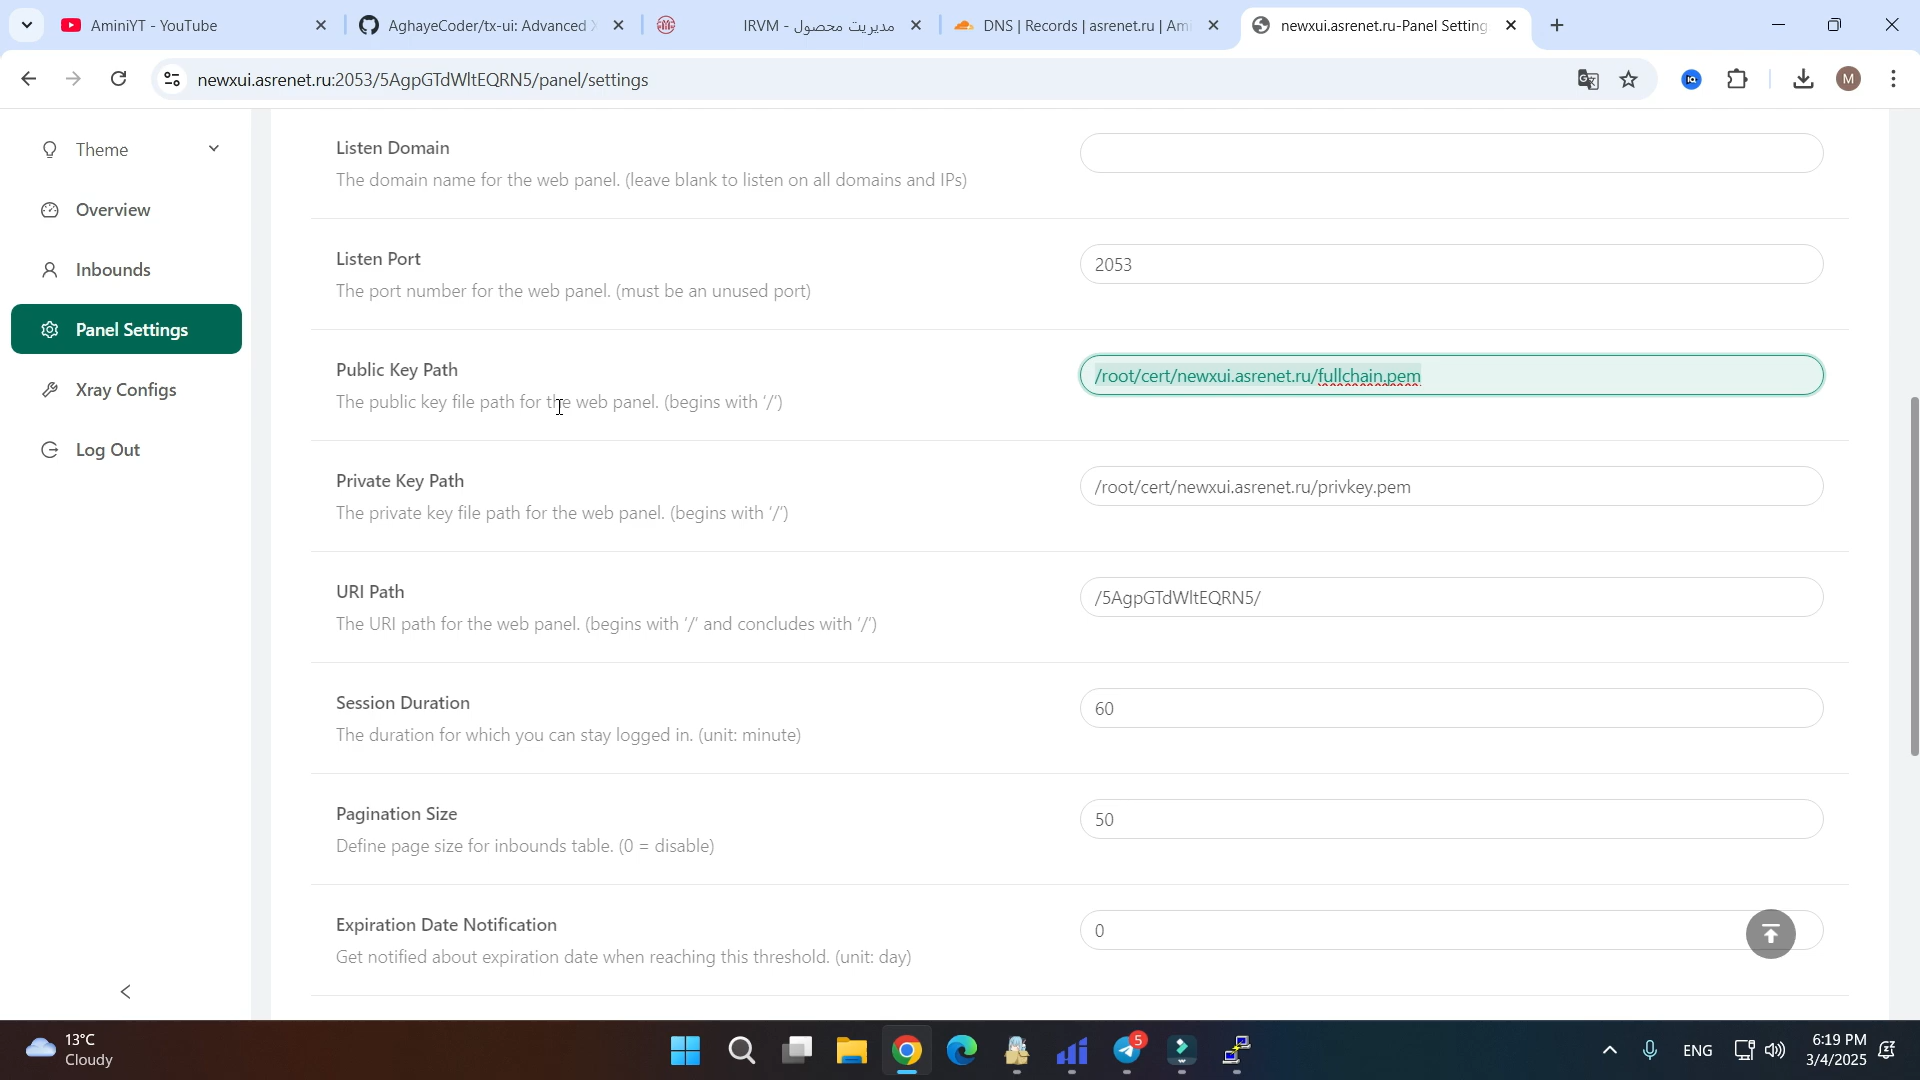 AminiYT - YouTube
AghayeCoder/tx-ui: Advanced X
IRVM - مدیریت محصول
DNS | Records | asrenet.ru | Ami
newxui.asrenet.ru-Panel Setting
newxui.asrenet.ru:2053/5AgpGTdWltEQRN5/panel/settings
M
Theme
Overview
Inbounds
Panel Settings
Xray Configs
Log Out
Listen Domain
The domain name for the web panel. (leave blank to listen on all domains and IPs)
Listen Port
2053
The port number for the web panel. (must be an unused port)
Public Key Path
/root/cert/newxui.asrenet.ru/fullchain.pem
The public key file path for the web panel. (begins with '/')
Private Key Path
/root/cert/newxui.asrenet.ru/privkey.pem
The private key file path for the web panel. (begins with '/')
URI Path
/5AgpGTdWltEQRN5/
The URI path for the web panel. (begins with '/' and concludes with '/')
Session Duration
60
The duration for which you can stay logged in. (unit: minute)
Pagination Size
50
Define page size for inbounds table. (0 = disable)
Expiration Date Notification
0
Get notified about expiration date when reaching this threshold. (unit: day)
13°C
Cloudy
5
ENG
6:19 PM
3/4/2025